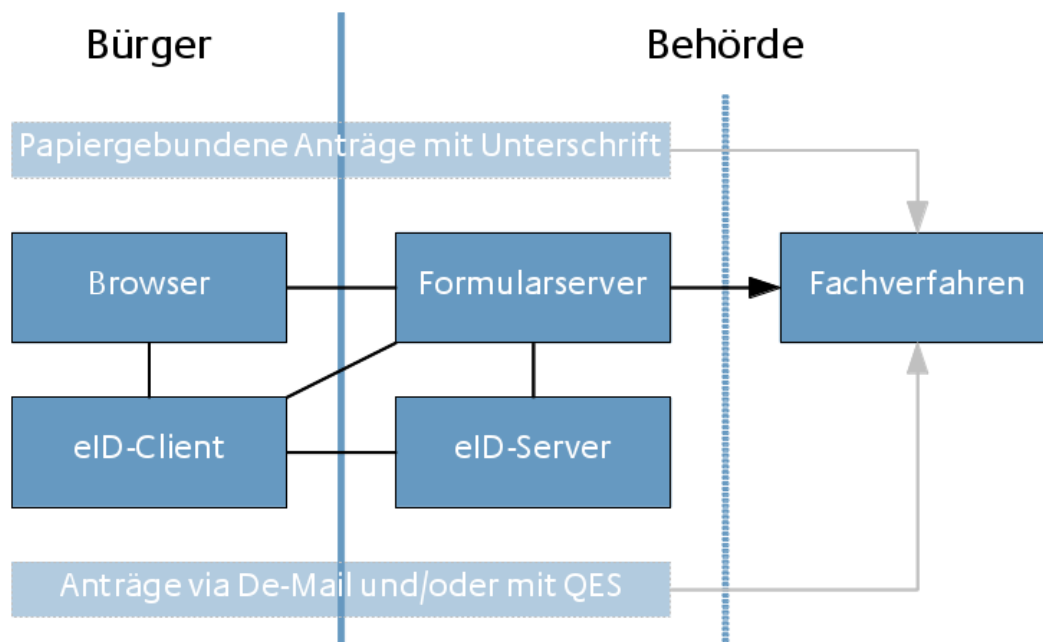 Bürger
Behörde
Papiergebundene Anträge mit Unterschrift
Browser
Formularserver
Fachverfahren
eID-Client
eID-Server
Anträge via De-Mail und/oder mit QES